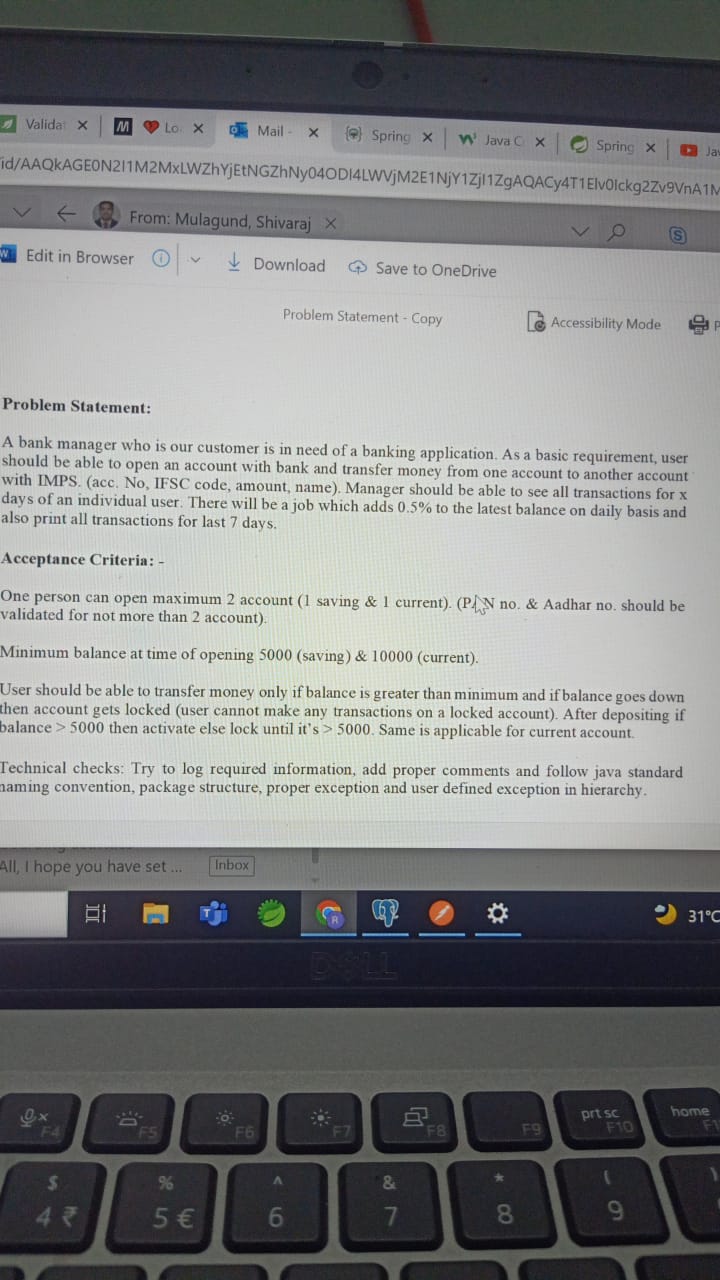 Valida
M
Lo
Mail -
Spring
Java C
Spring
Ja
id/AAQkAGE0N2I1M2MxLWZhYjEtNGZhNy04ODI4LWVjM2E1NjY1ZjI1ZgAQACy4T1Elv0lckg2Zv9VnA1M
From: Mulagund, Shivaraj
Edit in Browser
Download
Save to OneDrive
Problem Statement - Copy
Accessibility Mode
P
Problem Statement:
A bank manager who is our customer is in need of a banking application. As a basic requirement, user
should be able to open an account with bank and transfer money from one account to another account
with IMPS. (acc. No, IFSC code, amount, name). Manager should be able to see all transactions for x
days of an individual user. There will be a job which adds 0.5% to the latest balance on daily basis and
also print all transactions for last 7 days.
Acceptance Criteria: -
One person can open maximum 2 account (1 saving & 1 current). (PAN no. & Aadhar no. should be
validated for not more than 2 account).
Minimum balance at time of opening 5000 (saving) & 10000 (current).
User should be able to transfer money only if balance is greater than minimum and if balance goes down
then account gets locked (user cannot make any transactions on a locked account). After depositing if
balance > 5000 then activate else lock until it's > 5000. Same is applicable for current account.
Technical checks: Try to log required information, add proper comments and follow java standard
naming convention, package structure, proper exception and user defined exception in hierarchy.
All, I hope you have set ...
Inbox
31°C
DELL
F4
F5
F6
F7
F8
F9
prt sc
F10
home
F1
$
4 ₹
%
5 €
^
6
&
7
*
8
(
9
)